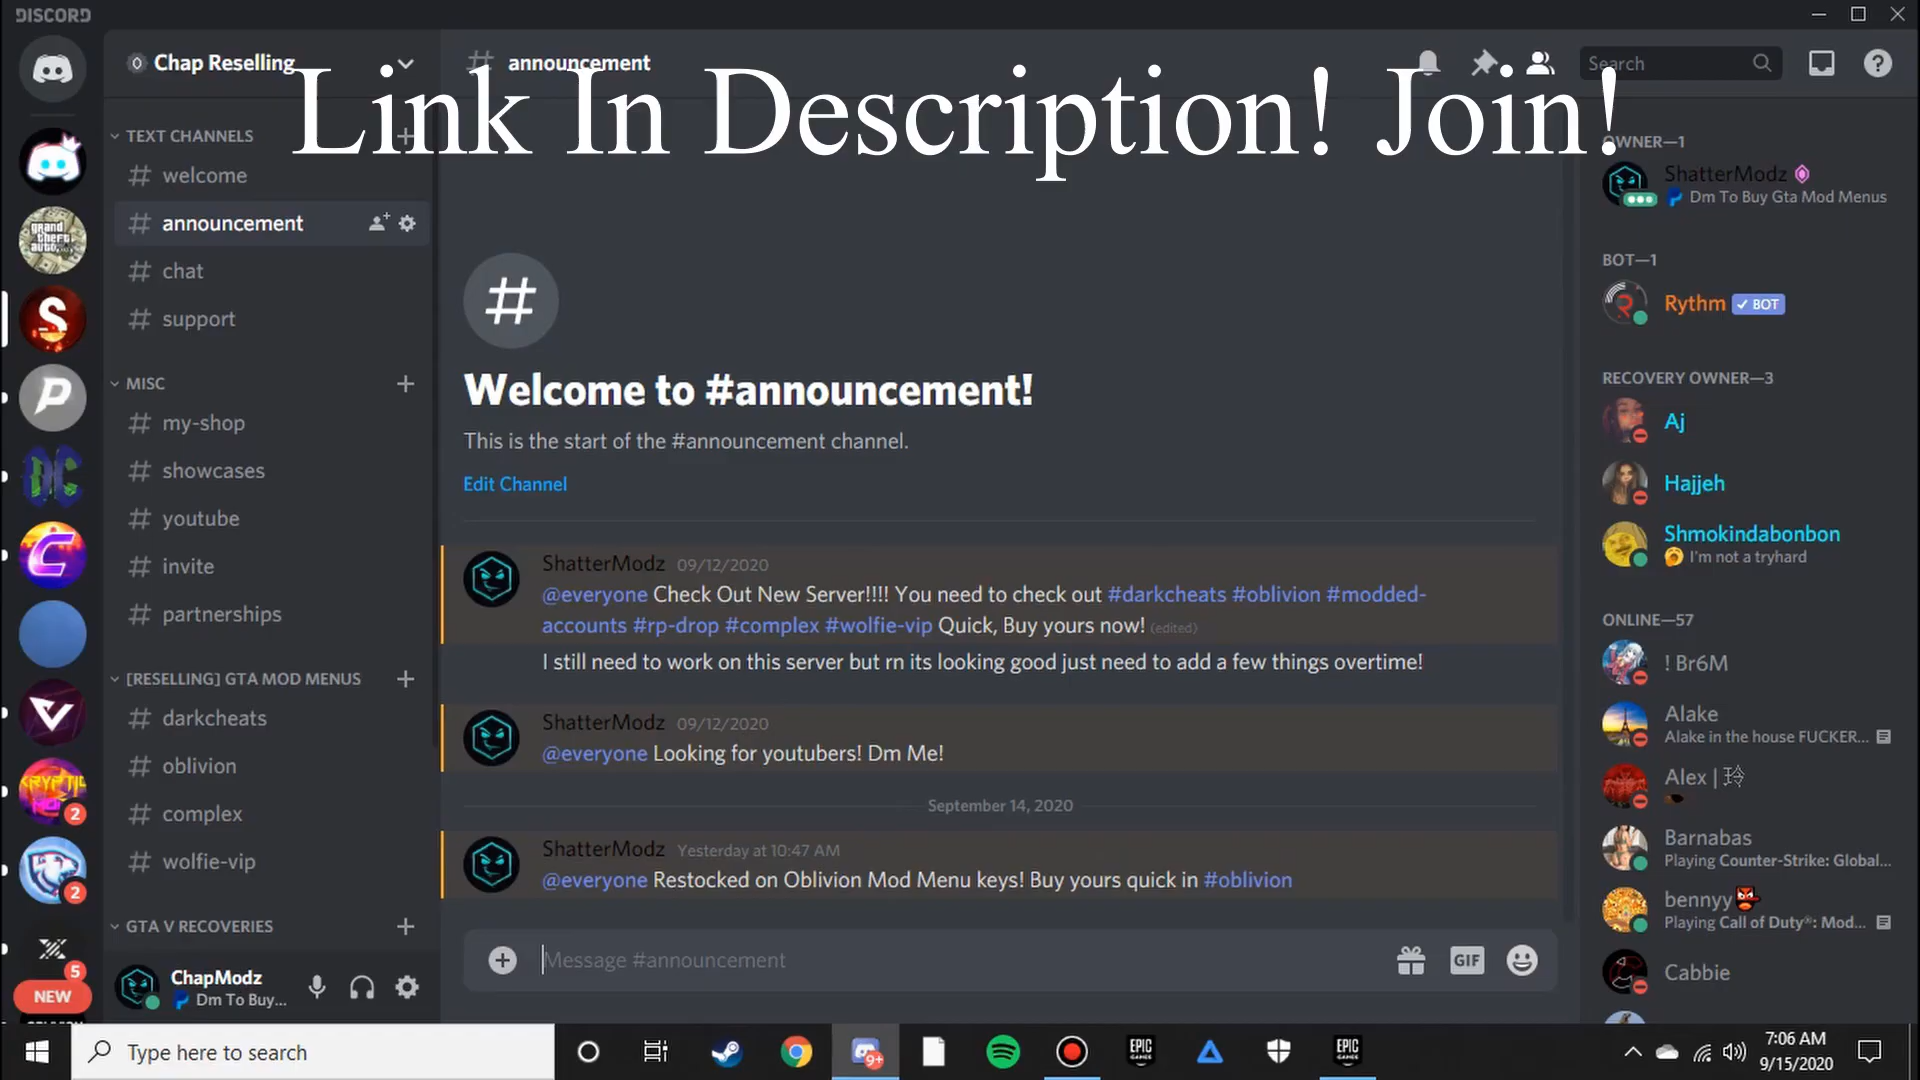 DISCORD
Chap Reselling
announcement
Search
Link In Description! Join!
TEXT CHANNELS
welcome
announcement
chat
support
MISC
my-shop
showcases
youtube
invite
partnerships
[RESELLING] GTA MOD MENUS
darkcheats
oblivion
complex
wolfie-vip
GTA V RECOVERIES
NEW
2
2
5
ChapModz
Dm To Buy...
Welcome to #announcement!
This is the start of the #announcement channel.
Edit Channel
ShatterModz 09/12/2020
@everyone Check Out New Server!!!! You need to check out #darkcheats #oblivion #modded-
accounts #rp-drop #complex #wolfie-vip Quick, Buy yours now! (edited)
I still need to work on this server but rn its looking good just need to add a few things overtime!
ShatterModz 09/12/2020
@everyone Looking for youtubers! Dm Me!
September 14, 2020
ShatterModz Yesterday at 10:47 AM
@everyone Restocked on Oblivion Mod Menu keys! Buy yours quick in #oblivion
Message #announcement
GIF
OWNER—1
ShatterModz
Dm To Buy Gta Mod Menus
BOT—1
Rythm ✓ BOT
RECOVERY OWNER—3
Aj
Hajjeh
Shmokindabonbon
I'm not a tryhard
ONLINE—57
! Br6M
Alake
Alake in the house FUCKER...
Alex | 玲
Barnabas
Playing Counter-Strike: Global...
bennyy
Playing Call of Duty®: Mod...
Cabbie
Type here to search
9+
EPIC GAMES
EPIC GAMES
7:06 AM
9/15/2020